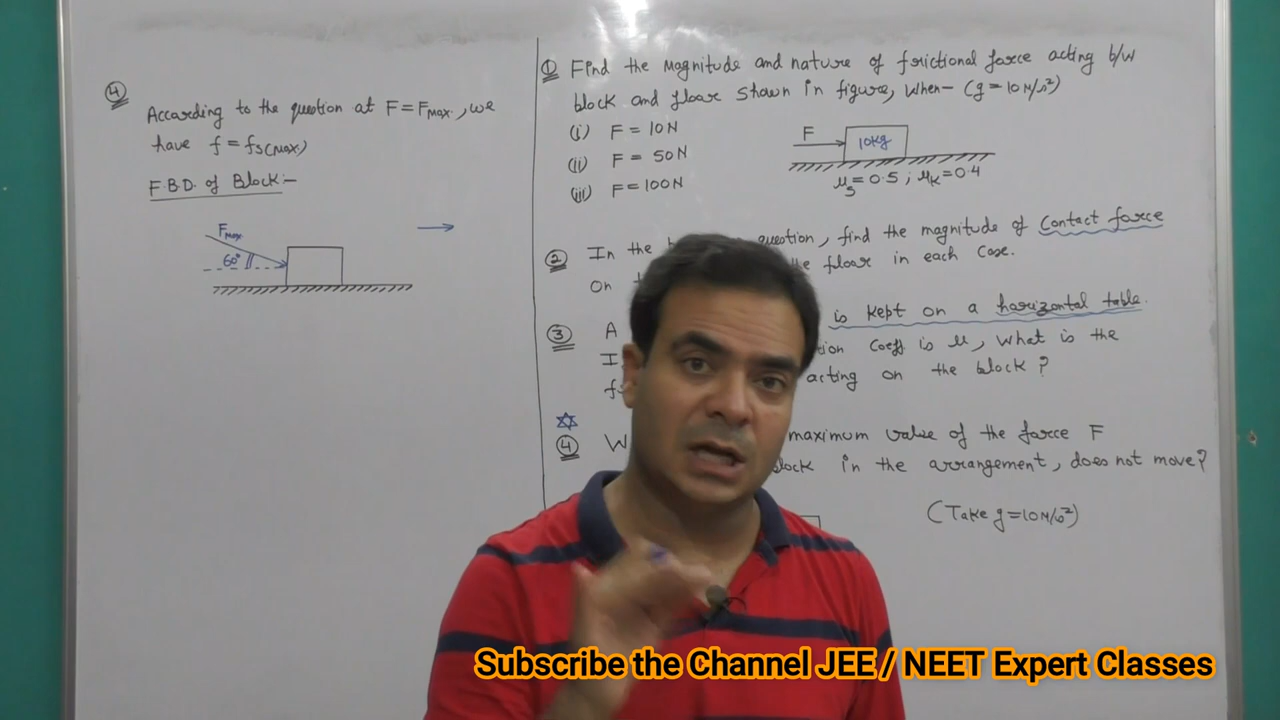 ④
According to the question at F = Fmax., we
have f = fs(max.)
F.B.D. of Block:-
Fmax.
60°
① Find the Magnitude and nature of frictional force acting b/w
block and floor shown in figure, When- (g = 10 m/s²)
(i) F = 10N
(ii) F = 50N
(iii) F = 100N
F
10kg
μs = 0.5 ; μk = 0.4
② In the question, find the magnitude of Contact force
on the floor in each case.
③ A is kept on a horizontal table.
coeff is μ, What is the
acting on the block?
④ maximum value of the force F
block in the arrangement, does not move?
(Take g = 10 m/s²)
Subscribe the Channel JEE / NEET Expert Classes